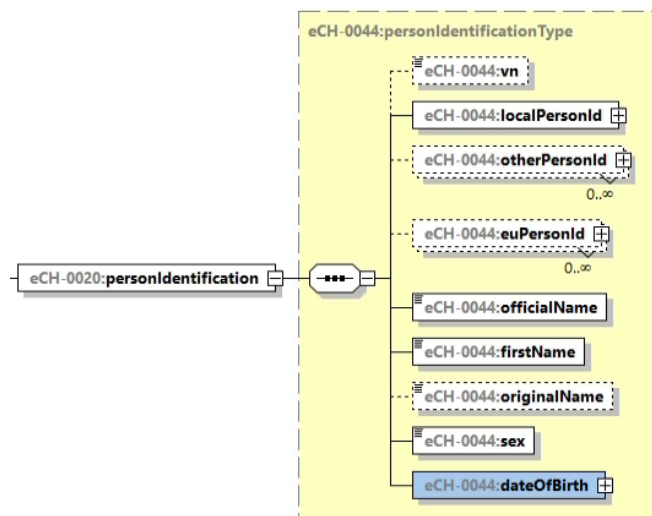 eCH-0044:personIdentificationType
eCH-0044:vn
eCH-0044:localPersonId
eCH-0044:otherPersonId
0..∞
eCH-0044:euPersonId
0..∞
eCH-0020:personIdentification
eCH-0044:officialName
eCH-0044:firstName
eCH-0044:originalName
eCH-0044:sex
eCH-0044:dateOfBirth